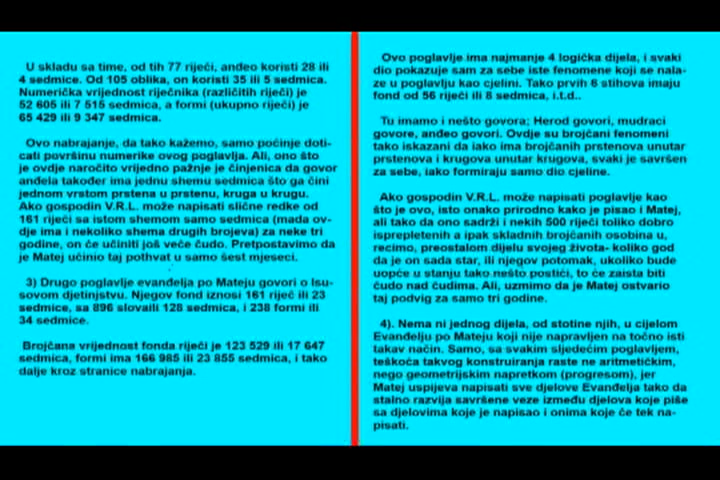 U skladu sa time, od tih 77 riječi, anđeo koristi 28 ili
4 sedmice. Od 105 oblika, on koristi 35 ili 5 sedmica.
Numerička vrijednost riječnika (različitih riječi) je
52 605 ili 7 515 sedmica, a formi (ukupno riječi) je
65 429 ili 9 347 sedmica.
Ovo nabrajanje, da tako kažemo, samo počinje doti-
cati površinu numerike ovog poglavlja. Ali, ono što
je ovdje naročito vrijedno pažnje je činjenica da govor
anđela također ima jednu shemu sedmica što ga čini
jednom vrstom prstena u prstenu, kruga u krugu.
Ako gospodin V.R.L. može napisati slične redke od
161 riječi sa istom shemom samo sedmica (mada ov-
dje ima i nekoliko shema drugih brojeva) za neke tri
godine, on će učiniti još veće čudo. Pretpostavimo da
je Matej učinio taj pothvat u samo šest mjeseci.
3) Drugo poglavlje evanđelja po Mateju govori o Isu-
sovom djetinjstvu. Njegov fond iznosi 161 riječ ili 23
sedmice, sa 896 slovaili 128 sedmica, i 238 formi ili
34 sedmice.
Brojčana vrijednost fonda riječi je 123 529 ili 17 647
sedmica, formi ima 166 985 ili 23 855 sedmica, i tako
dalje kroz stranice nabrajanja.
Ovo poglavlje ima najmanje 4 logička dijela, i svaki
dio pokazuje sam za sebe iste fenomene koji se nala-
ze u poglavlju kao cjelini. Tako prvih 6 stihova imaju
fond od 56 riječi ili 8 sedmica, i.t.d..
Tu imamo i nešto govora; Herod govori, mudraci
govore, anđeo govori. Ovdje su brojčani fenomeni
tako iskazani da iako ima brojčanih prstenova unutar
prstenova i krugova unutar krugova, svaki je savršen
za sebe, iako formiraju samo dio cjeline.
Ako gospodin V.R.L. može napisati poglavlje kao
što je ovo, isto onako prirodno kako je pisao i Matej,
ali tako da ono sadrži i nekih 500 riječi toliko dobro
isprepletenih a ipak skladnih brojčanih osobina u,
recimo, preostalom dijelu svojeg života- koliko god
da je on sada star, ili njegov potomak, ukoliko bude
uopće u stanju tako nešto postići, to će zaista biti
čudo nad čudima. Ali, uzmimo da je Matej ostvario
taj podvig za samo tri godine.
4). Nema ni jednog dijela, od stotine njih, u cijelom
Evanđelju po Mateju koji nije napravljen na točno isti
takav način. Samo, sa svakim sljedećim poglavljem,
teškoća takvog konstruiranja raste ne aritmetičkim,
nego geometrijskim napretkom (progresom), jer
Matej uspijeva napisati sve djelove Evanđelja tako da
stalno razvija savršene veze između djelova koje piše
sa djelovima koje je napisao i onima koje će tek na-
pisati.